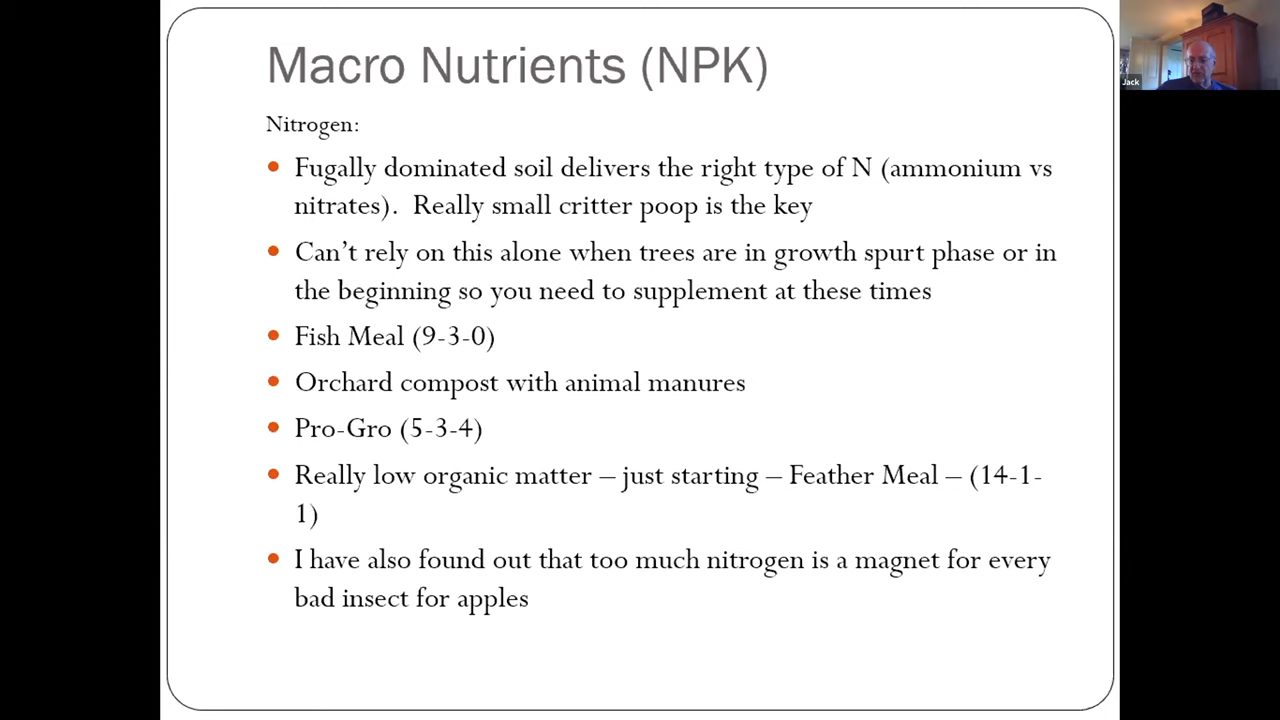 Macro Nutrients (NPK)
Nitrogen:
• Fugally dominated soil delivers the right type of N (ammonium vs
nitrates).  Really small critter poop is the key
• Can’t rely on this alone when trees are in growth spurt phase or in
the beginning so you need to supplement at these times
• Fish Meal (9-3-0)
• Orchard compost with animal manures
• Pro-Gro (5-3-4)
• Really low organic matter – just starting – Feather Meal – (14-1-
1)
• I have also found out that too much nitrogen is a magnet for every
bad insect for apples
Jack